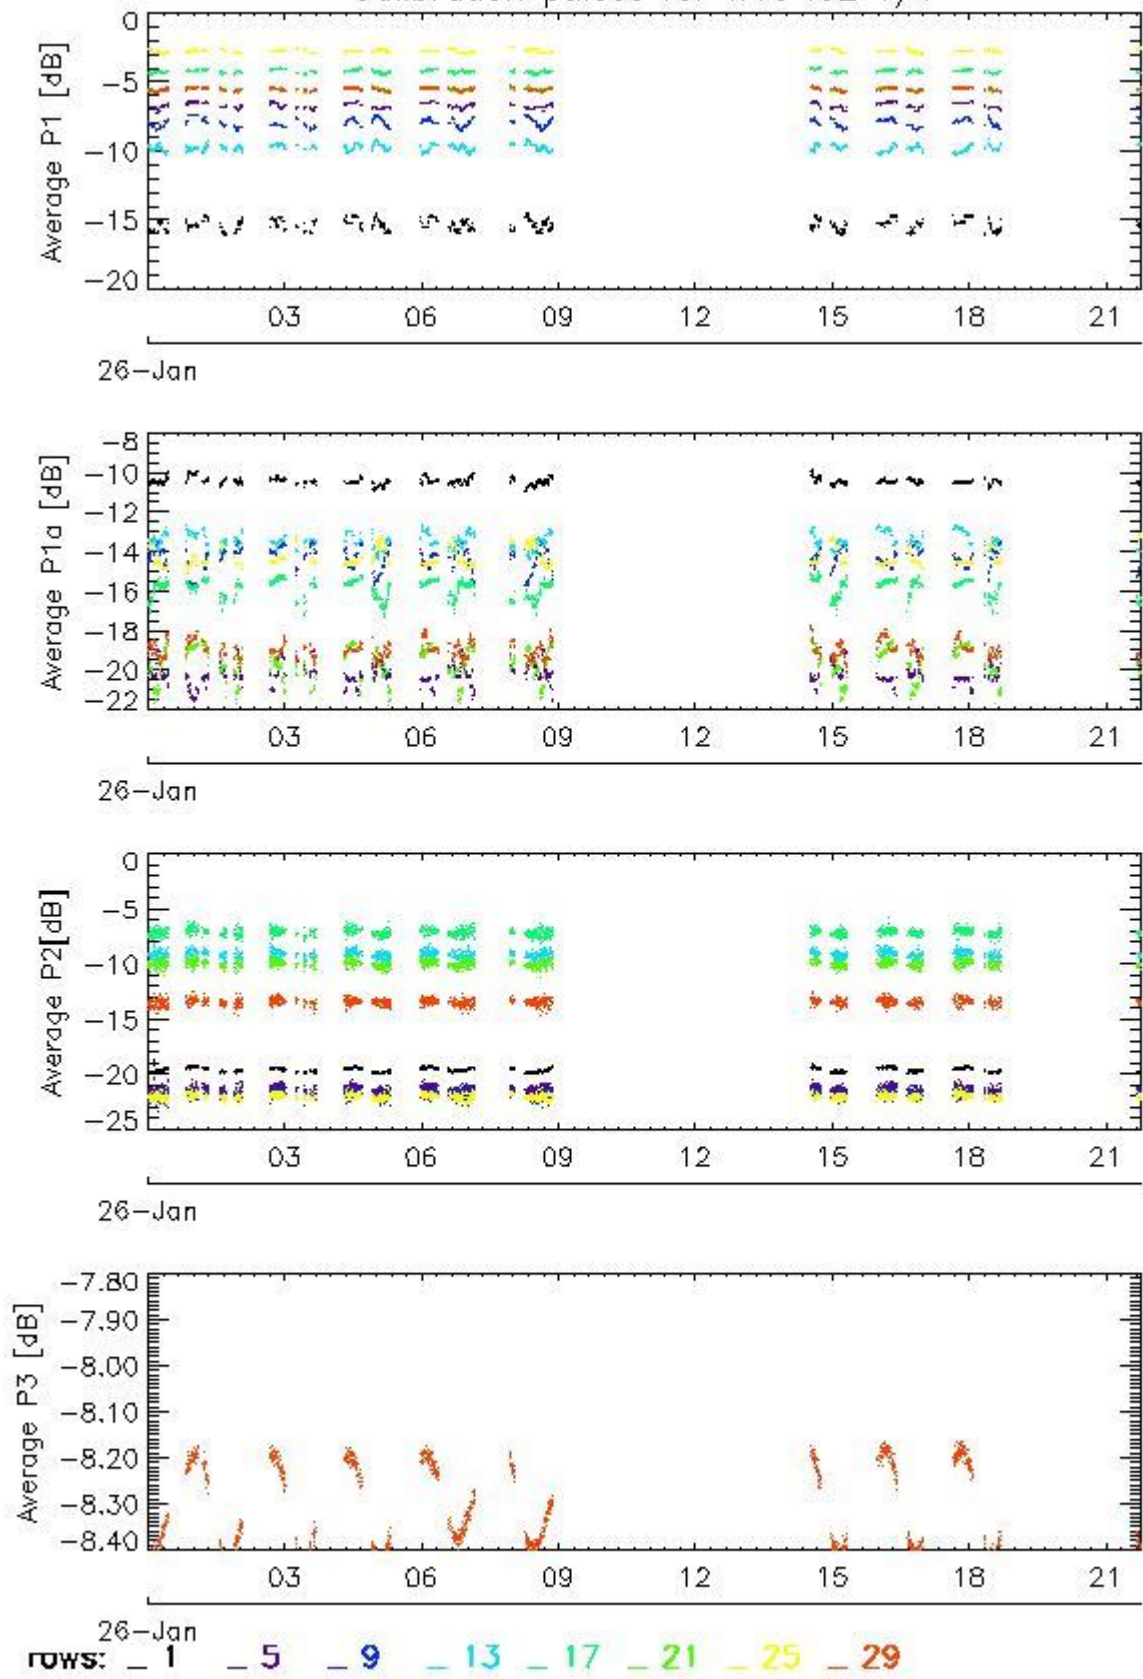 0
−5
−10
−15
−20
Average P1 [dB]
03 06 09 12 15 18 21
26−Jan
−8
−10
−12
−14
−16
−18
−20
−22
Average P1a [dB]
03 06 09 12 15 18 21
26−Jan
0
−5
−10
−15
−20
−25
Average P2[dB]
03 06 09 12 15 18 21
26−Jan
−7.80
−7.90
−8.00
−8.10
−8.20
−8.30
−8.40
Average P3 [dB]
03 06 09 12 15 18 21
26−Jan
rows: _ 1 _ 5 _ 9 _ 13 _ 17 _ 21 _ 25 _ 29